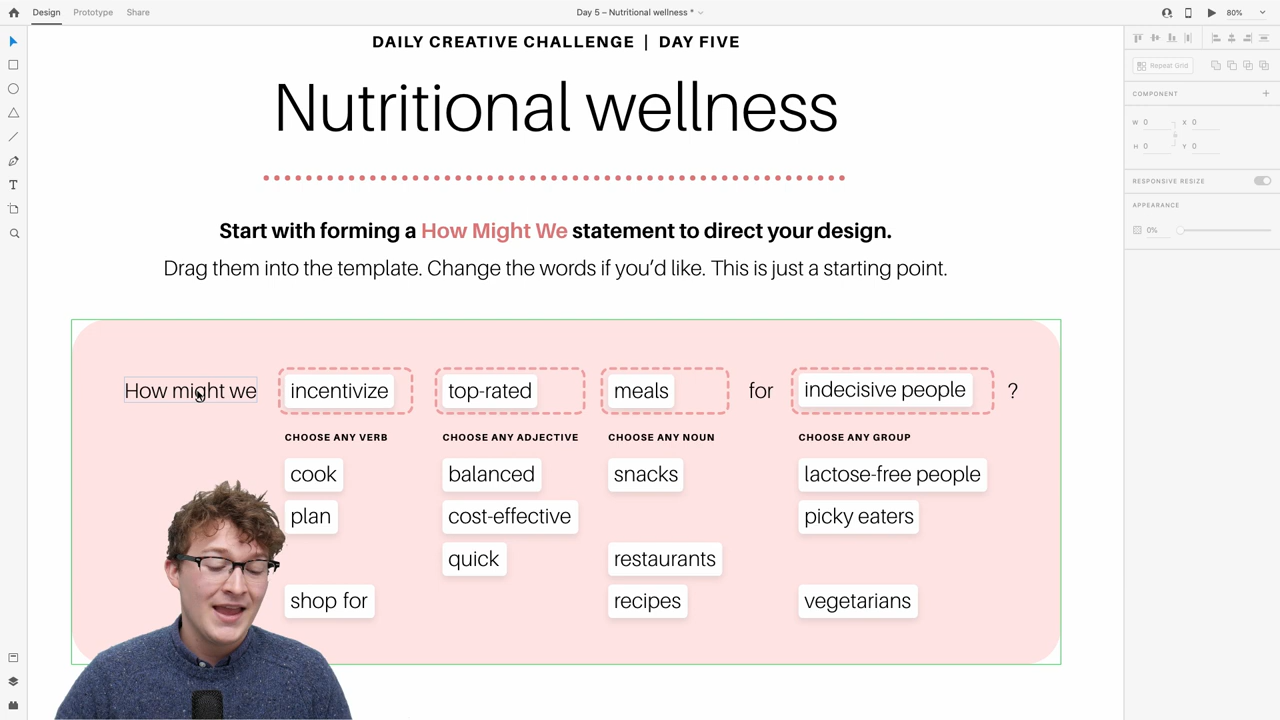 Design Prototype Share Day 5 – Nutritional wellness * 80%
DAILY CREATIVE CHALLENGE | DAY FIVE
Repeat Grid
Nutritional wellness
COMPONENT
W 0 X 0
H 0 Y 0
RESPONSIVE RESIZE
APPEARANCE
0%
Start with forming a How Might We statement to direct your design.
Drag them into the template. Change the words if you’d like. This is just a starting point.
How might we incentivize top-rated meals for indecisive people ?
CHOOSE ANY VERB CHOOSE ANY ADJECTIVE CHOOSE ANY NOUN CHOOSE ANY GROUP
cook balanced snacks lactose-free people
plan cost-effective picky eaters
quick restaurants
shop for recipes vegetarians